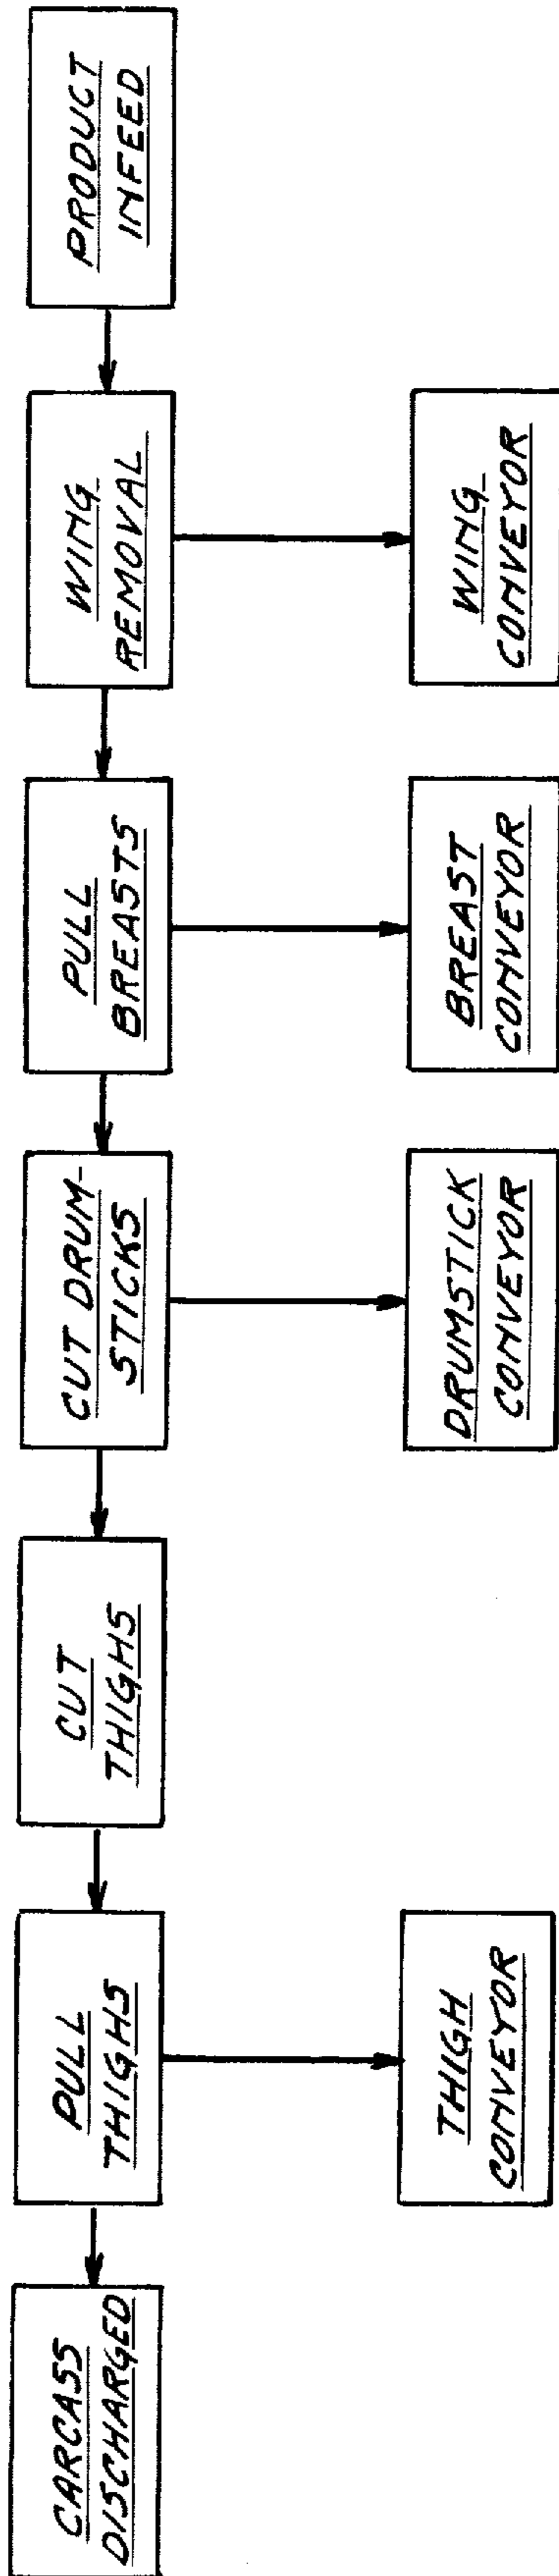 PRODUCT
INFEED
WING
REMOVAL
WING
CONVEYOR
PULL
BREASTS
BREAST
CONVEYOR
CUT DRUM-
STICKS
DRUMSTICK
CONVEYOR
CUT
THIGHS
PULL
THIGHS
THIGH
CONVEYOR
CARCASS
DISCHARGED